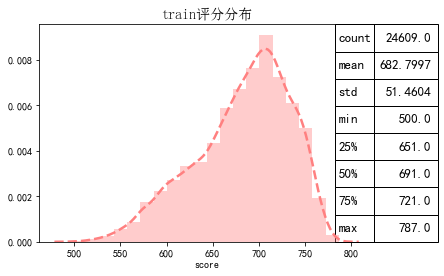 train评分分布
0.008
0.006
0.004
0.002
0.000
500 550 600 650 700 750 800
score
count 24609.0
mean 682.7997
std 51.4604
min 500.0
25% 651.0
50% 691.0
75% 721.0
max 787.0